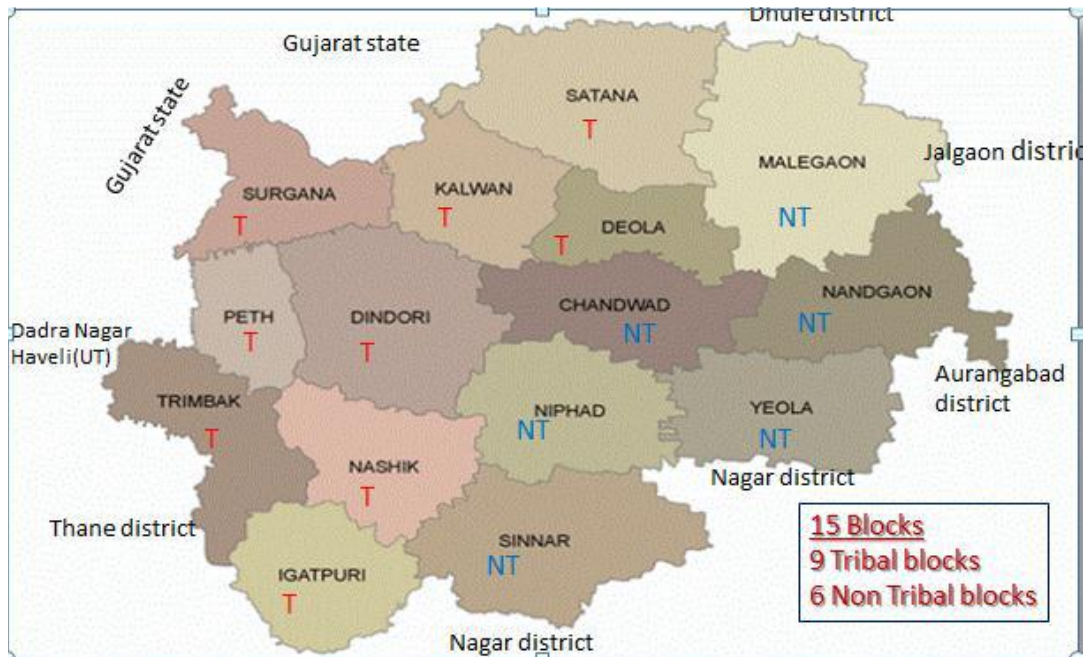 Dhule district
Gujarat state
Gujarat state
SATANA
T
MALEGAON
NT
Jalgaon distric
SURGANA
T
KALWAN
T
DEOLA
T
PETH
T
DINDORI
T
CHANDWAD
NT
NANDGAON
NT
Dadra Nagar
Haveli(UT)
Aurangabad
district
TRIMBAK
T
NIPHAD
NT
YEOLA
NT
NASHIK
T
Nagar district
Thane district
SINNAR
NT
IGATPURI
T
Nagar district
15 Blocks
9 Tribal blocks
6 Non Tribal blocks